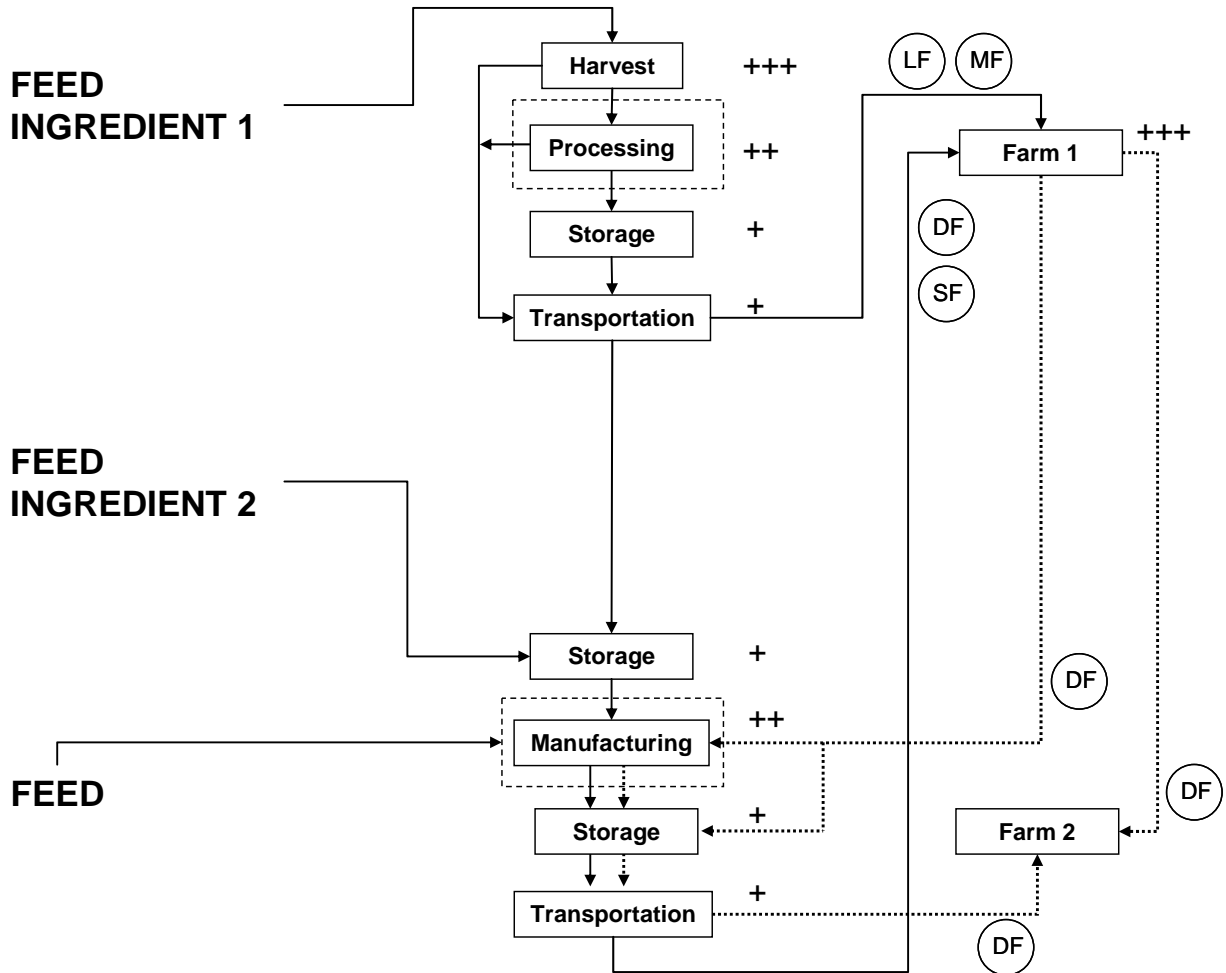 LF MF
Harvest +++
FEED
INGREDIENT 1
+++
Processing ++
Farm 1
Storage +
DF
SF
Transportation +
FEED
INGREDIENT 2
Storage +
DF
++
Manufacturing
FEED
DF
Storage +
Farm 2
+
Transportation
DF